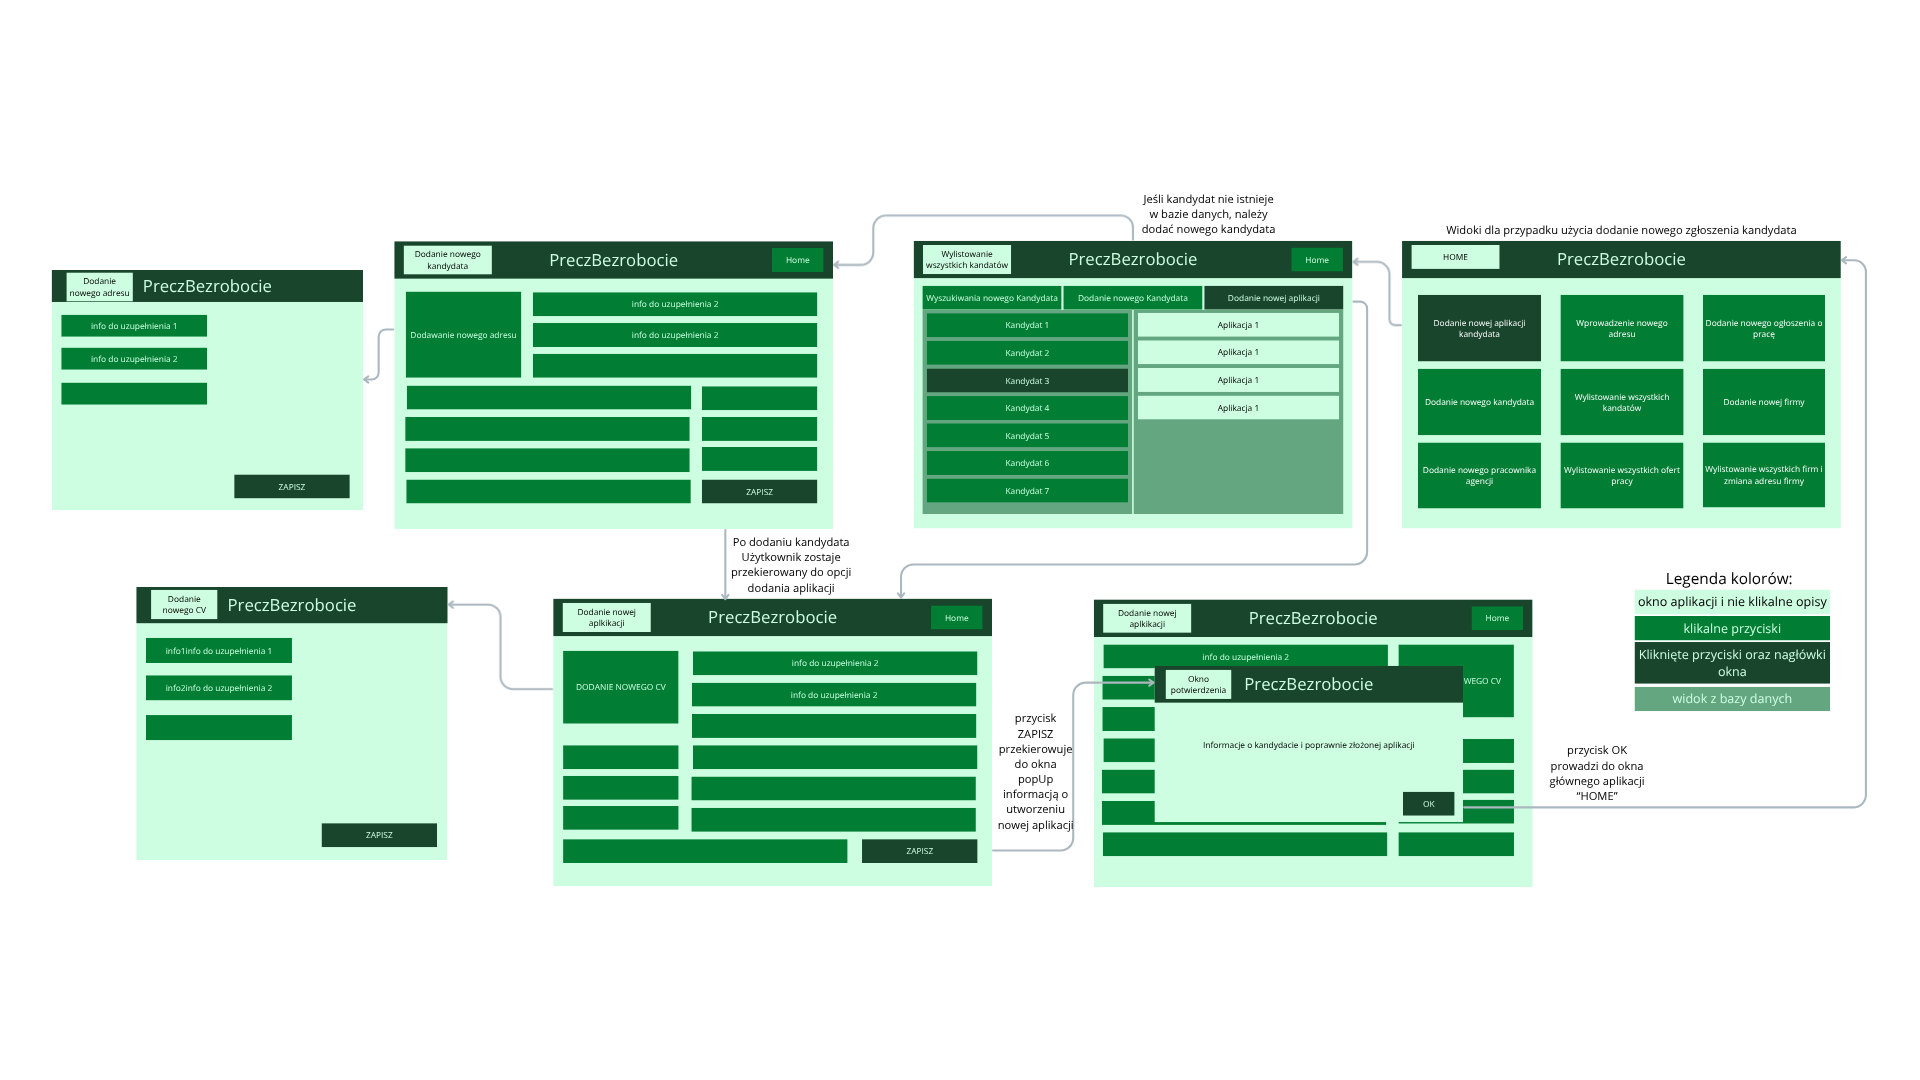 Jeśli kandydat nie istnieje
w bazie danych, należy
dodać nowego kandydata
Widoki dla przypadku użycia dodanie nowego zgłoszenia kandydata
Dodanie
nowego adresu
PreczBezrobocie
info do uzupełnienia 1
info do uzupełnienia 2
ZAPISZ
Dodanie nowego
kandydata
PreczBezrobocie
Home
Dodawanie nowego adresu
info do uzupełnienia 2
info do uzupełnienia 2
ZAPISZ
Wylistowanie
wszystkich kandatów
PreczBezrobocie
Home
Wyszukiwania nowego Kandydata
Dodanie nowego Kandydata
Dodanie nowej aplikacji
Kandydat 1
Kandydat 2
Kandydat 3
Kandydat 4
Kandydat 5
Kandydat 6
Kandydat 7
Aplikacja 1
Aplikacja 1
Aplikacja 1
Aplikacja 1
HOME
PreczBezrobocie
Dodanie nowej aplikacji
kandydata
Wprowadzenie nowego
adresu
Dodanie nowego ogłoszenia o
pracę
Dodanie nowego kandydata
Wylistowanie wszystkich
kandatów
Dodanie nowej firmy
Dodanie nowego pracownika
agencji
Wylistowanie wszystkich ofert
pracy
Wylistowanie wszystkich firm i
zmiana adresu firmy
Po dodaniu kandydata
Użytkownik zostaje
przekierowany do opcji
dodania aplikacji
Dodanie
nowego CV
PreczBezrobocie
info1info do uzupełnienia 1
info2info do uzupełnienia 2
ZAPISZ
Dodanie nowej
aplkikacji
PreczBezrobocie
Home
DODANIE NOWEGO CV
info do uzupełnienia 2
info do uzupełnienia 2
ZAPISZ
przycisk
ZAPISZ
przekierowuje
do okna
popUp
informacją o
utworzeniu
nowej aplikacji
Dodanie nowej
aplkikacji
PreczBezrobocie
Home
info do uzupełnienia 2
WEGO CV
Okno
potwierdzenia
PreczBezrobocie
Informacje o kandydacie i poprawnie złożonej aplikacji
OK
przycisk OK
prowadzi do okna
głównego aplikacji
“HOME”
Legenda kolorów:
okno aplikacji i nie klikalne opisy
klikalne przyciski
Kliknięte przyciski oraz nagłówki
okna
widok z bazy danych